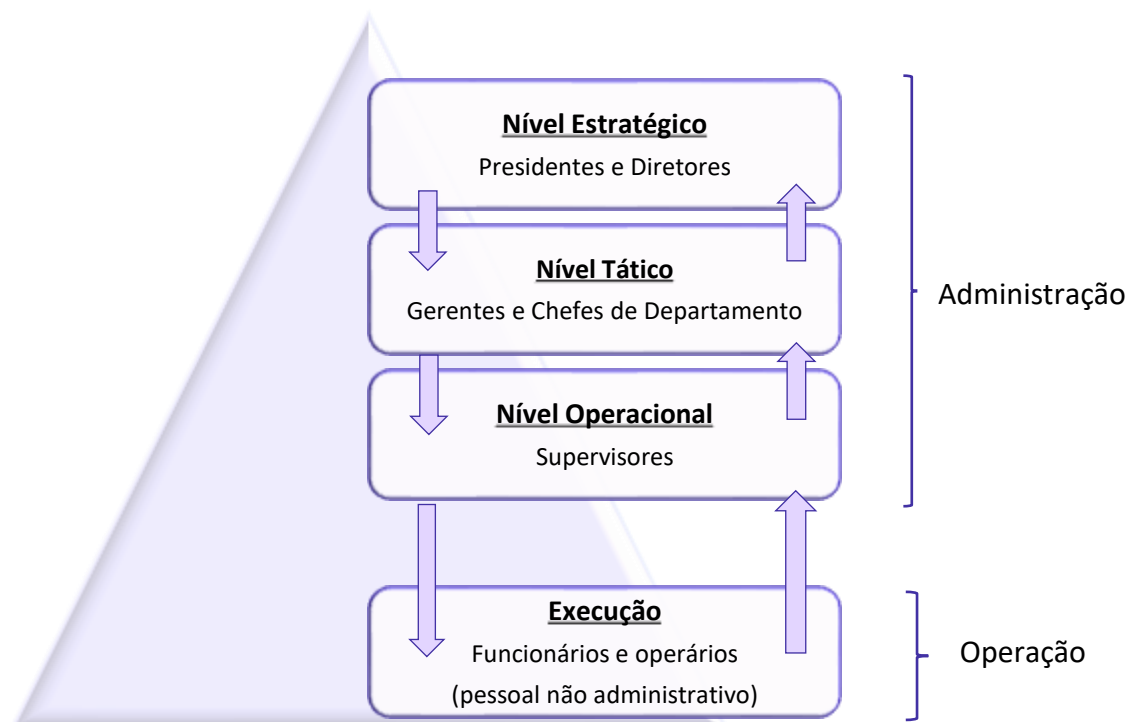 Nível Estratégico
Presidentes e Diretores
Nível Tático
Gerentes e Chefes de Departamento
Administração
Nível Operacional
Supervisores
Execução
Funcionários e operários
(pessoal não administrativo)
Operação